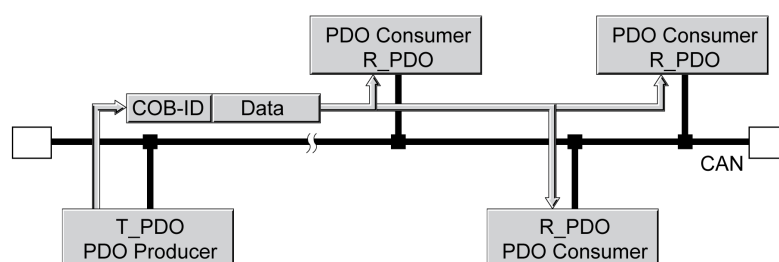 PDO Consumer
R_PDO
PDO Consumer
R_PDO
COB-ID
Data
CAN
T_PDO
PDO Producer
R_PDO
PDO Consumer